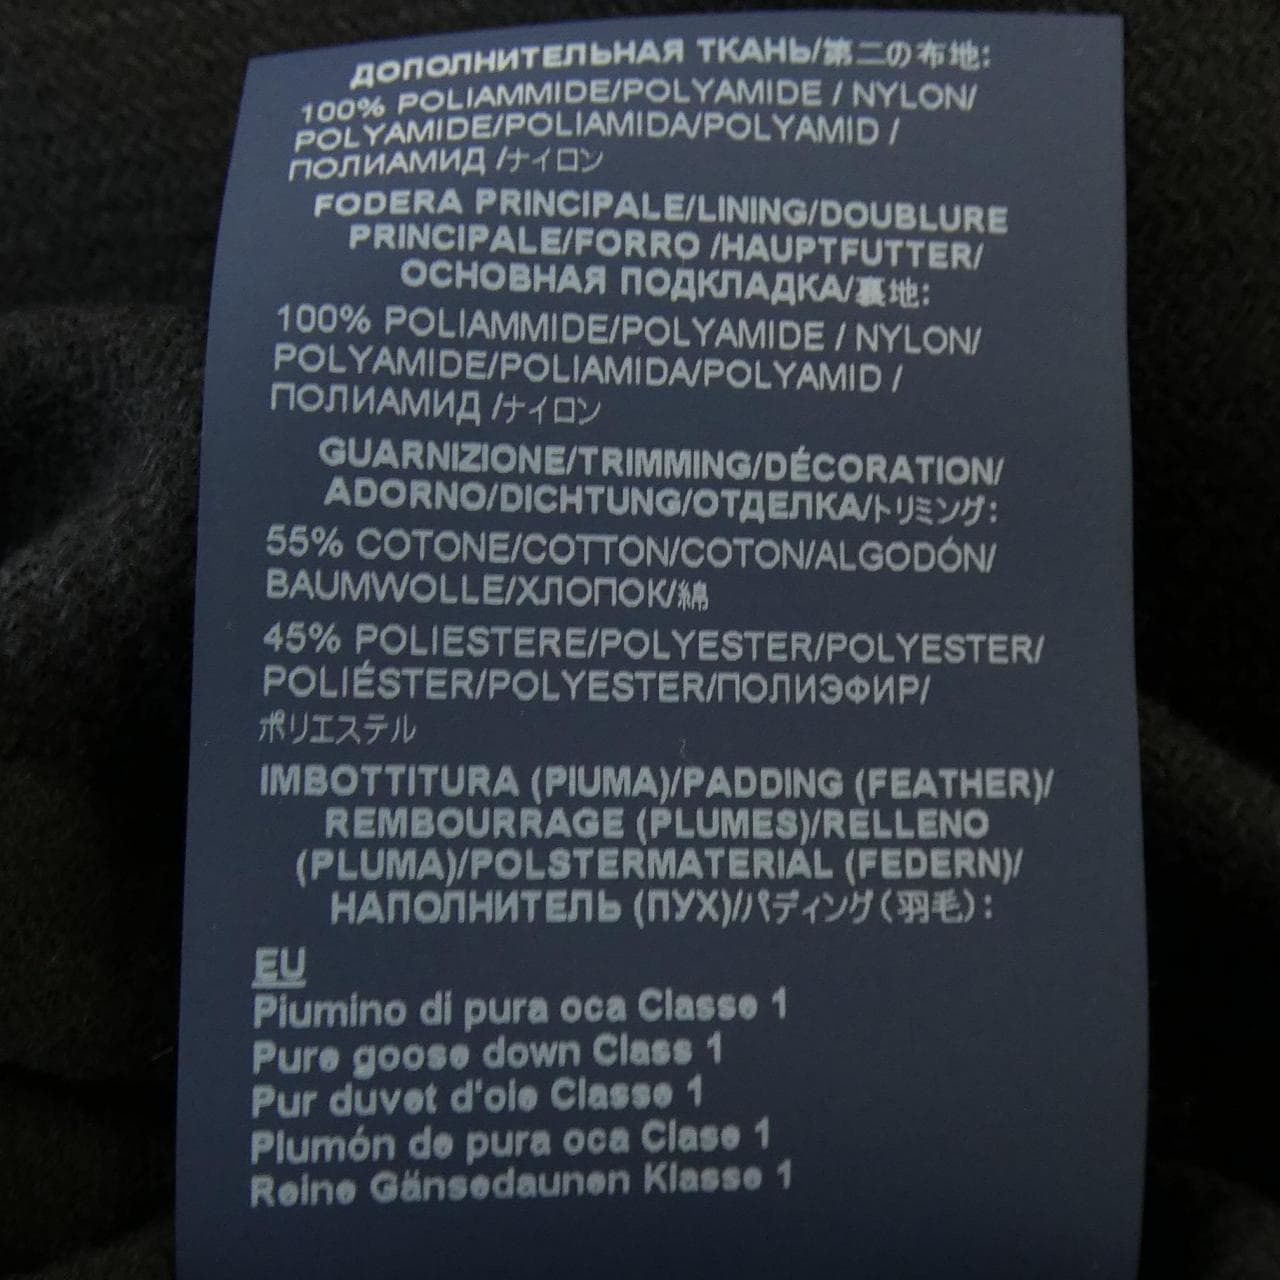 ДОПОЛНИТЕЛЬНАЯ ТКАНЬ/第二の布地:
100% POLIAMMIDE/POLYAMIDE / NYLON/
POLYAMIDE/POLIAMIDA/POLYAMID /
ПОЛИАМИД /ナイロン
FODERA PRINCIPALE/LINING/DOUBLURE
PRINCIPALE/FORRO /HAUPTFUTTER/
ОСНОВНАЯ ПОДКЛАДКА/裏地:
100% POLIAMMIDE/POLYAMIDE / NYLON/
POLYAMIDE/POLIAMIDA/POLYAMID /
ПОЛИАМИД /ナイロン
GUARNIZIONE/TRIMMING/DÉCORATION/
ADORNO/DICHTUNG/ОТДЕЛКА/トリミング:
55% COTONE/COTTON/COTON/ALGODÓN/
BAUMWOLLE/ХЛОПОК/綿
45% POLIESTERE/POLYESTER/POLYESTER/
POLIÉSTER/POLYESTER/ПОЛИЭФИР/
ポリエステル
IMBOTTITURA (PIUMA)/PADDING (FEATHER)/
REMBOURRAGE (PLUMES)/RELLENO
(PLUMA)/POLSTERMATERIAL (FEDERN)/
НАПОЛНИТЕЛЬ (ПУХ)/パディング(羽毛):
EU
Piumino di pura oca Classe 1
Pure goose down Class 1
Pur duvet d'oie Classe 1
Plumón de pura oca Clase 1
Reine Gänsedaunen Klasse 1